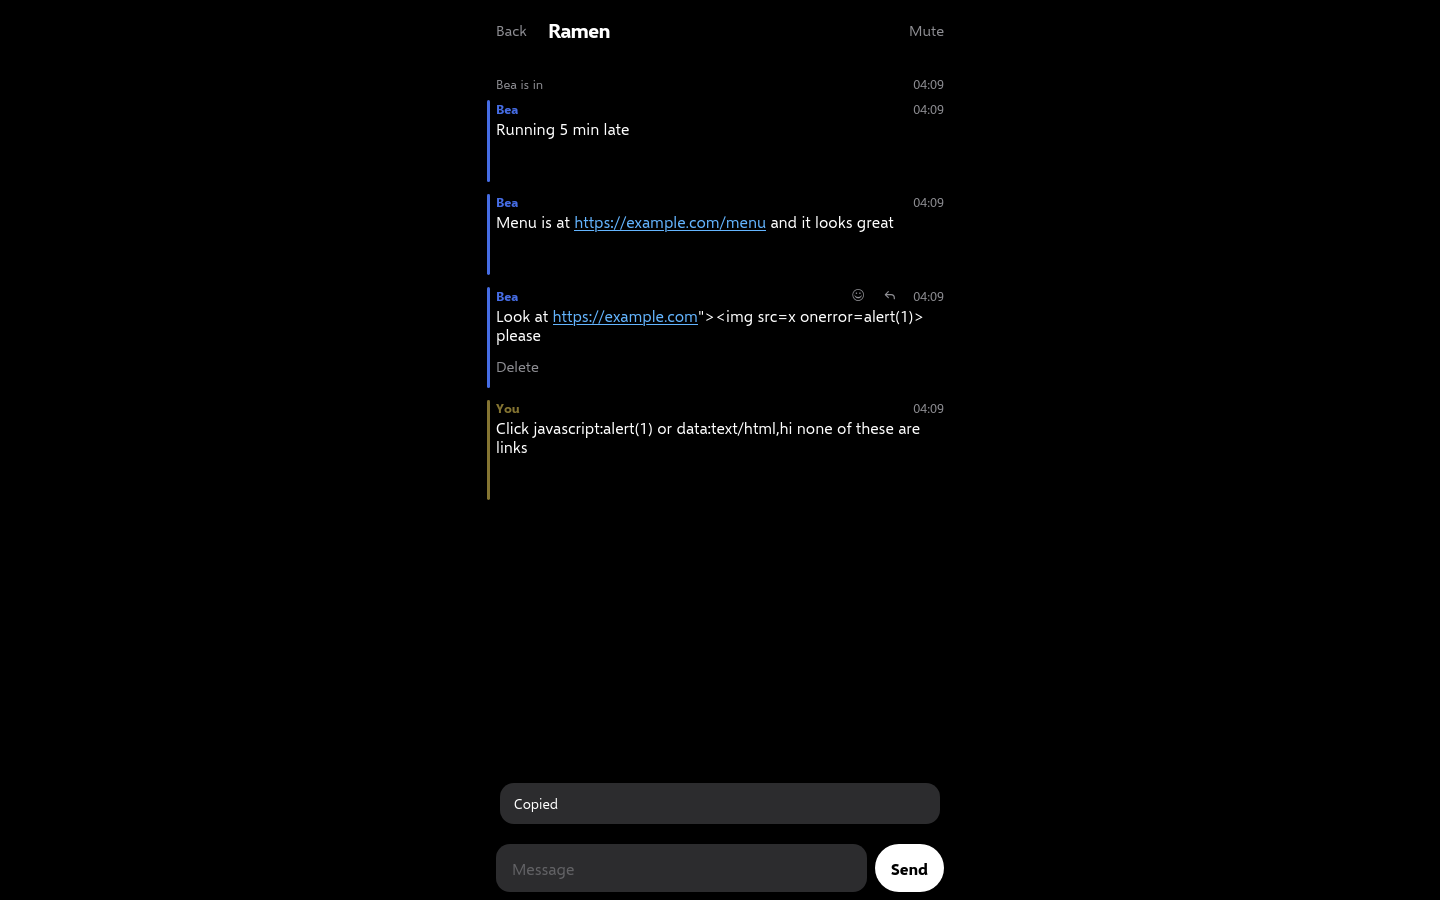 Back Ramen Mute
Bea is in 04:09
Bea 04:09
Running 5 min late
Bea 04:09
Menu is at https://example.com/menu and it looks great
Bea 04:09
Look at https://example.com"><img src=x onerror=alert(1)>
please
Delete
You 04:09
Click javascript:alert(1) or data:text/html,hi none of these are
links
Copied
Message Send